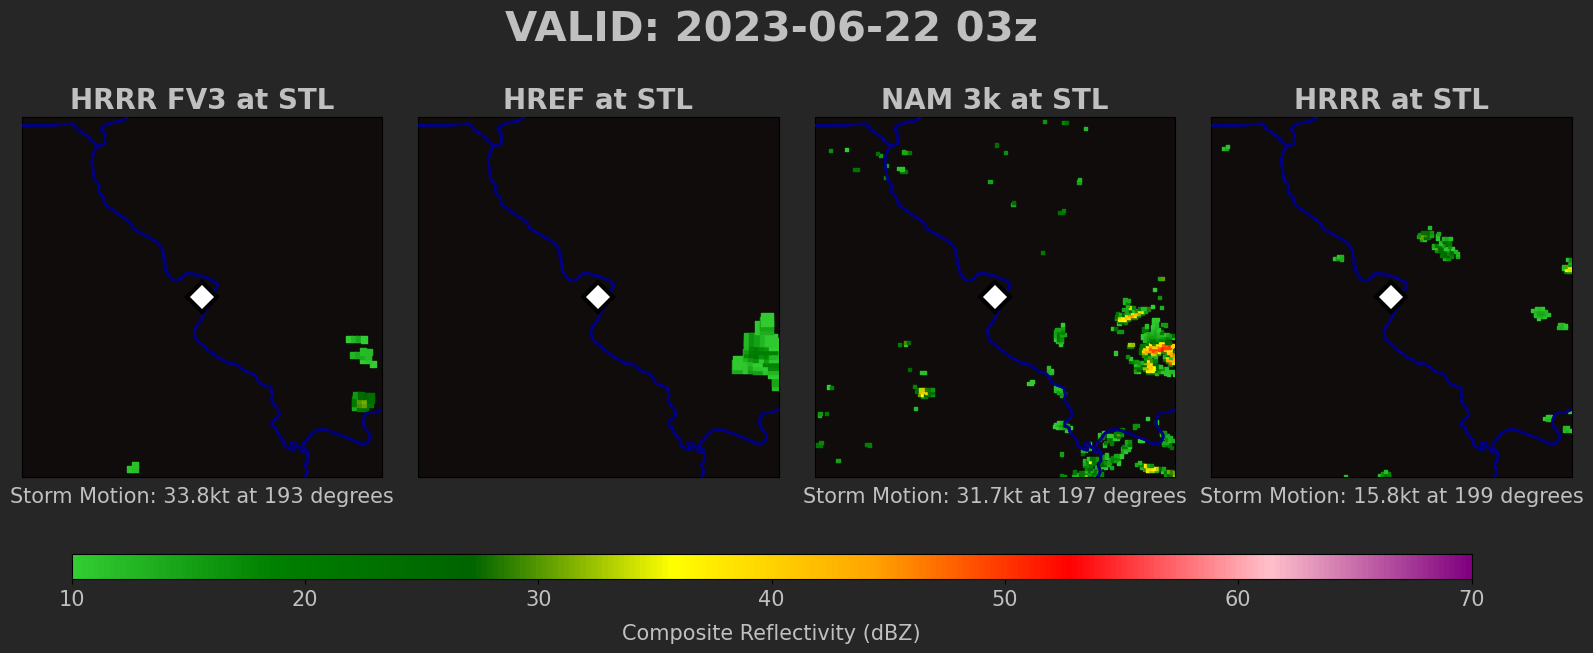 VALID: 2023-06-22 03z
HRRR FV3 at STL
HREF at STL
NAM 3k at STL
HRRR at STL
Storm Motion: 33.8kt at 193 degrees
Storm Motion: 31.7kt at 197 degrees
Storm Motion: 15.8kt at 199 degrees
10 20 30 40 50 60 70
Composite Reflectivity (dBZ)